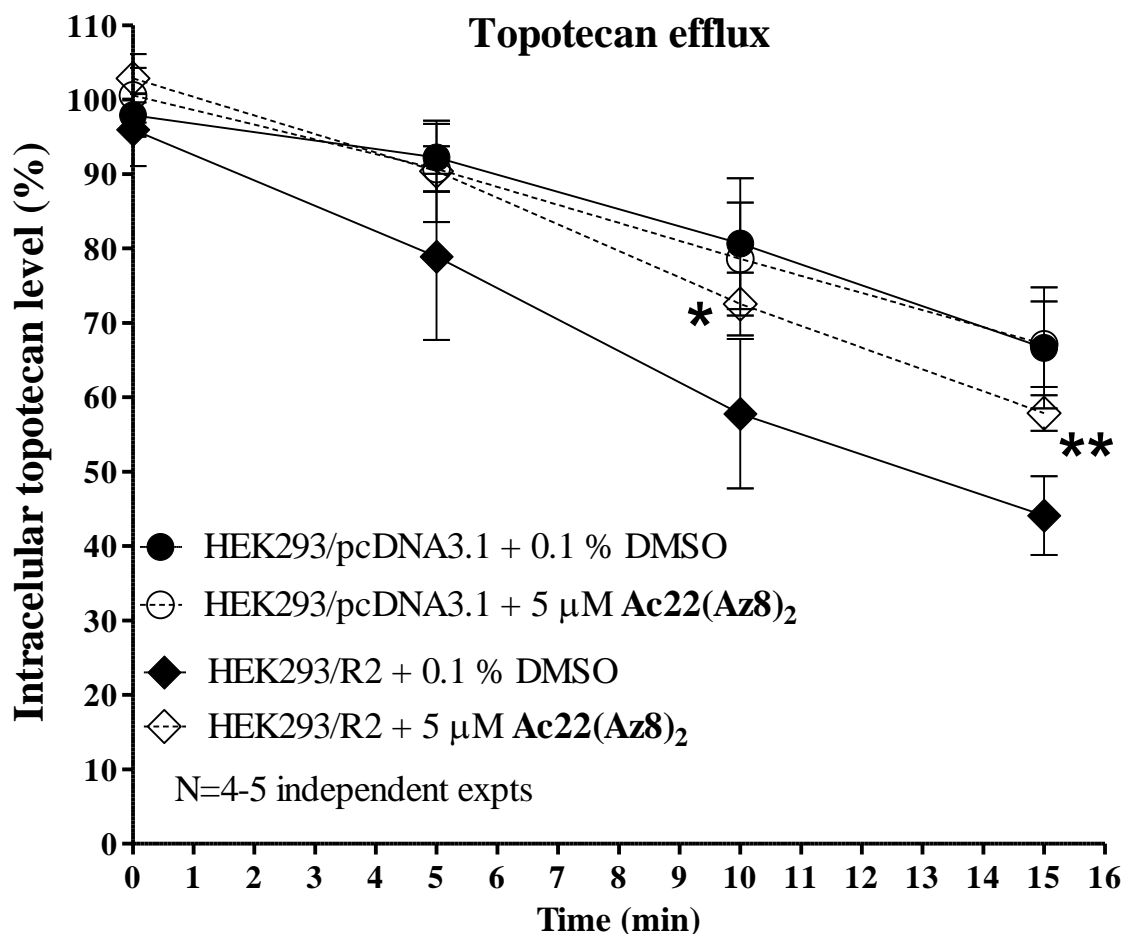 Topotecan efflux
Intracelular topotecan level (%)
110
100
90
80
70
60
50
40
30
20
10
0
*
**
HEK293/pcDNA3.1 + 0.1 % DMSO
HEK293/pcDNA3.1 + 5 μM Ac22(Az8)₂
HEK293/R2 + 0.1 % DMSO
HEK293/R2 + 5 μM Ac22(Az8)₂
N=4-5 independent expts
0 1 2 3 4 5 6 7 8 9 10 11 12 13 14 15 16
Time (min)